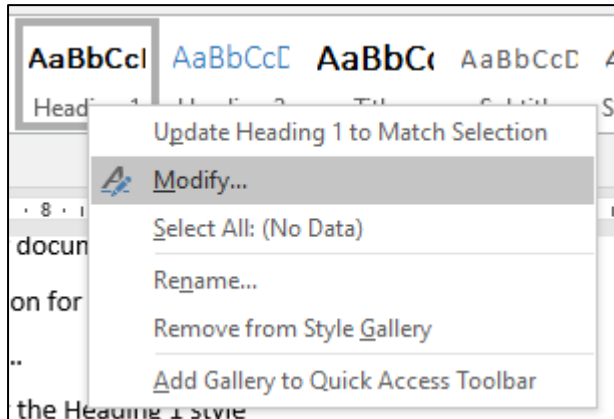 AaBbCcI AaBbCcD AaBbC AaBbCcD
Update Heading 1 to Match Selection
Modify...
· 8 ·
Select All: (No Data)
Rename...
on for
Remove from Style Gallery
..
Add Gallery to Quick Access Toolbar
the Heading 1 style